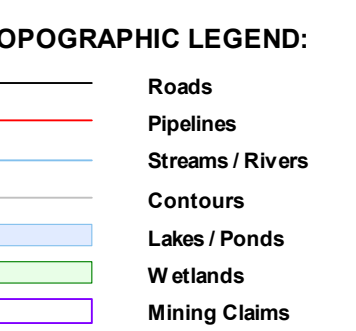 OPOGRAPHIC LEGEND:
Roads
Pipelines
Streams / Rivers
Contours
Lakes / Ponds
Wetlands
Mining Claims